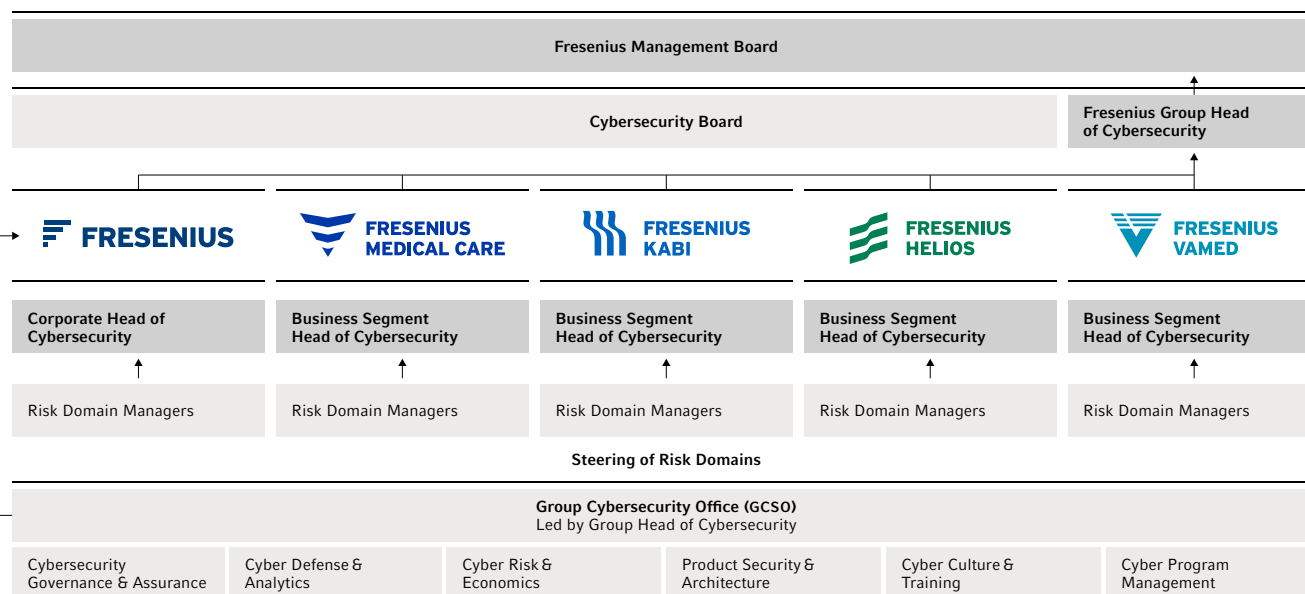 Fresenius Management Board
Cybersecurity Board
Fresenius Group Head
of Cybersecurity
FRESENIUS
FRESENIUS
MEDICAL CARE
FRESENIUS
KABI
FRESENIUS
HELIOS
FRESENIUS
VAMED
Corporate Head of
Cybersecurity
Business Segment
Head of Cybersecurity
Business Segment
Head of Cybersecurity
Business Segment
Head of Cybersecurity
Business Segment
Head of Cybersecurity
Risk Domain Managers
Risk Domain Managers
Risk Domain Managers
Risk Domain Managers
Risk Domain Managers
Steering of Risk Domains
Group Cybersecurity Office (GCSO)
Led by Group Head of Cybersecurity
Cybersecurity
Governance & Assurance
Cyber Defense &
Analytics
Cyber Risk &
Economics
Product Security &
Architecture
Cyber Culture &
Training
Cyber Program
Management